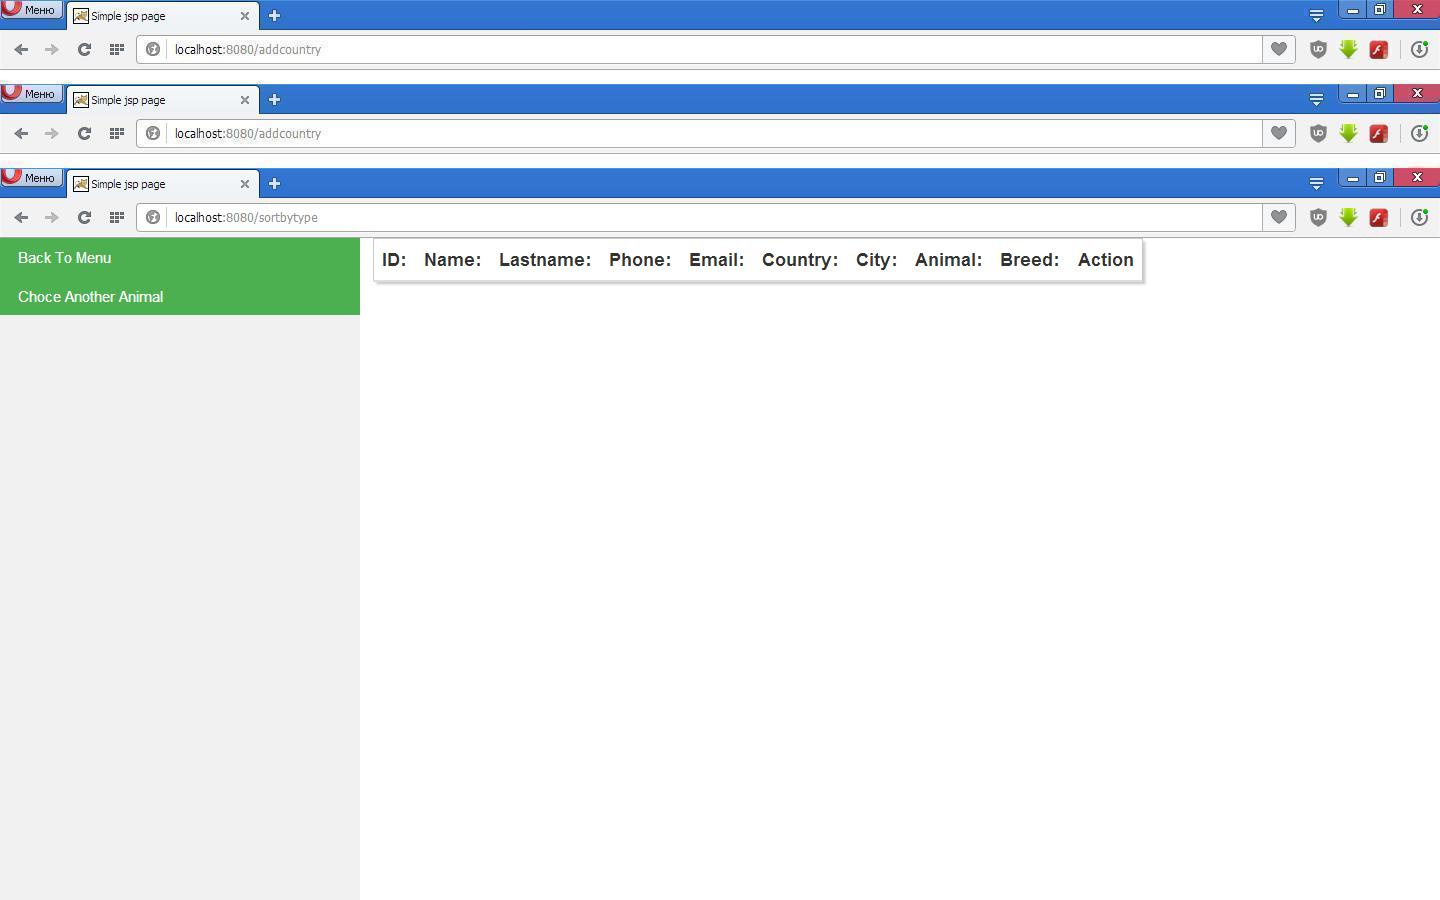 Меню Simple jsp page
localhost:8080/addcountry
Меню Simple jsp page
localhost:8080/addcountry
Меню Simple jsp page
localhost:8080/sortbytype
Back To Menu
Choce Another Animal
ID: Name: Lastname: Phone: Email: Country: City: Animal: Breed: Action